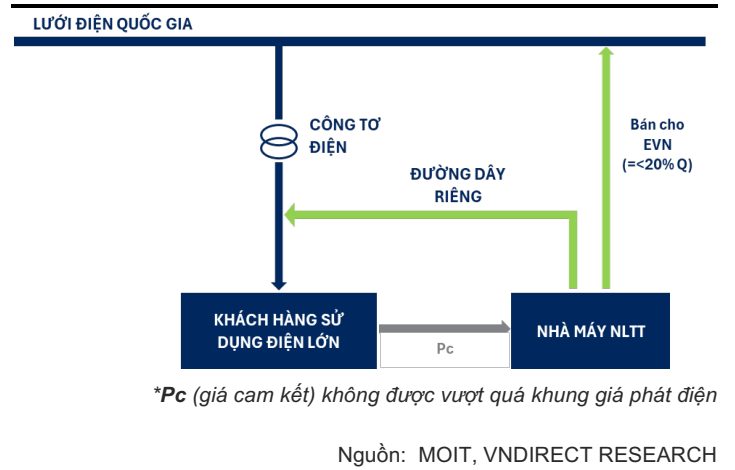 LƯỚI ĐIỆN QUỐC GIA
CÔNG TƠ
ĐIỆN
Bán cho
EVN
(=<20% Q)
ĐƯỜNG DÂY
RIÊNG
KHÁCH HÀNG SỬ
DỤNG ĐIỆN LỚN
Pc
NHÀ MÁY NLTT
*Pc (giá cam kết) không được vượt quá khung giá phát điện
Nguồn: MOIT, VNDIRECT RESEARCH